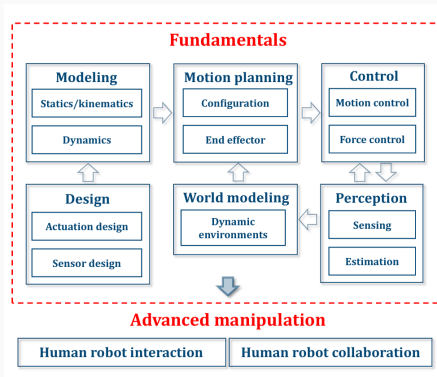 Fundamentals
Modeling
Statics/kinematics
Dynamics
Motion planning
Configuration
End effector
Control
Motion control
Force control
Design
Actuation design
Sensor design
World modeling
Dynamic
environments
Perception
Sensing
Estimation
Advanced manipulation
Human robot interaction
Human robot collaboration